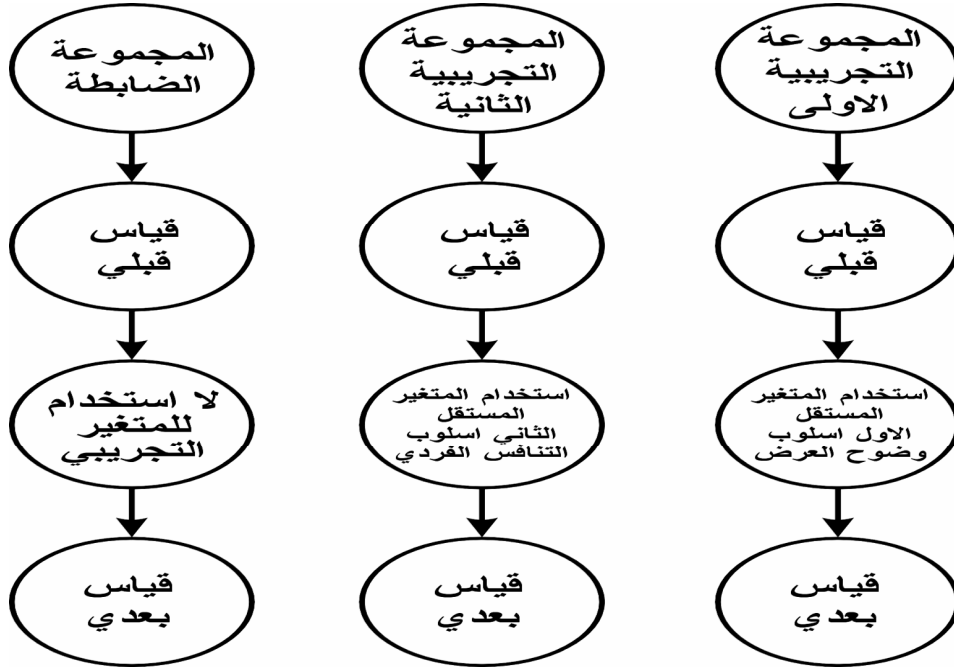 المجموعة
التجريبية
الاولى
قياس
قبلي
استخدام المتغير
المستقل
الاول اسلوب
وضوح العرض
قياس
بعدي
المجموعة
التجريبية
الثانية
قياس
قبلي
استخدام المتغير
المستقل
الثاني اسلوب
التنافس الفردي
قياس
بعدي
المجموعة
الضابطة
قياس
قبلي
لا استخدام
للمتغير
التجريبي
قياس
بعدي